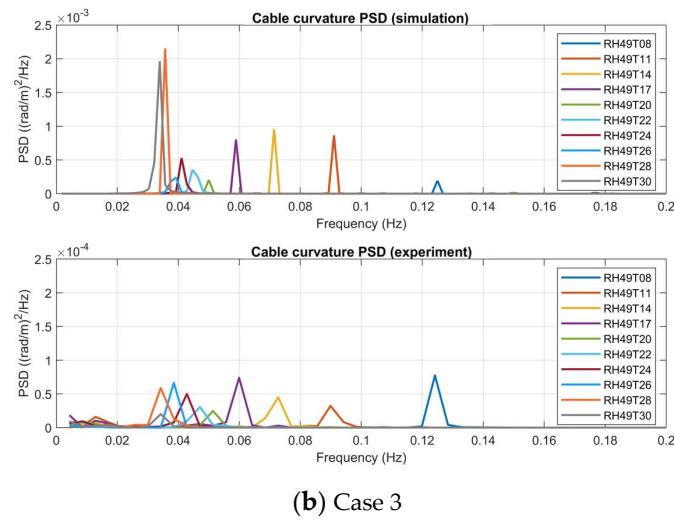 Cable curvature PSD (simulation)
×10⁻³
2.5
2
1.5
1
0.5
0
PSD ((rad/m)²/Hz)
RH49T08
RH49T11
RH49T14
RH49T17
RH49T20
RH49T22
RH49T24
RH49T26
RH49T28
RH49T30
0 0.02 0.04 0.06 0.08 0.1 0.12 0.14 0.16 0.18 0.2
Frequency (Hz)
Cable curvature PSD (experiment)
×10⁻⁴
2.5
2
1.5
1
0.5
0
PSD ((rad/m)²/Hz)
RH49T08
RH49T11
RH49T14
RH49T17
RH49T20
RH49T22
RH49T24
RH49T26
RH49T28
RH49T30
0 0.02 0.04 0.06 0.08 0.1 0.12 0.14 0.16 0.18 0.2
Frequency (Hz)
(b) Case 3